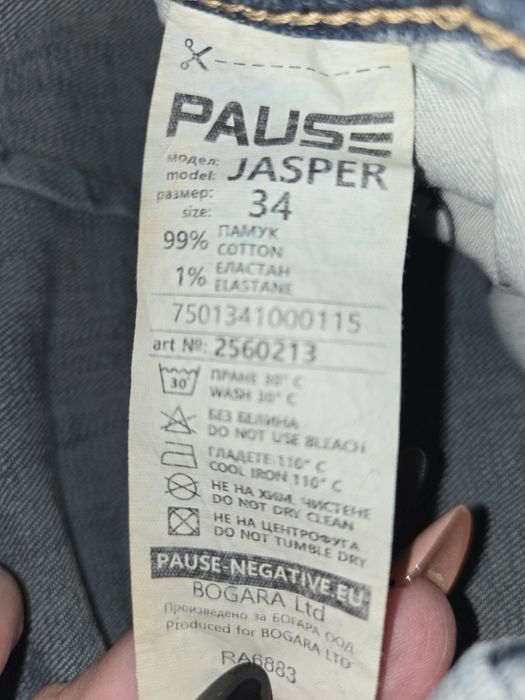 PAUSE
модел:
model: JASPER
размер:
size: 34
99% ПАМУК
COTTON
1% ЕЛАСТАН
ELASTANE
7501341000115
art №: 2560213
30° ПРАНЕ 30° C
WASH 30° C
БЕЗ БЕЛИНА
DO NOT USE BLEACH
ГЛАДЕТЕ 110° C
COOL IRON 110° C
НЕ НА ХИМ. ЧИСТЕНЕ
DO NOT DRY CLEAN
НЕ НА ЦЕНТРОФУГА
DO NOT TUMBLE DRY
PAUSE-NEGATIVE.EU
BOGARA Ltd
Произведено за БОГАРА ООД
Produced for BOGARA LTD
RA6883